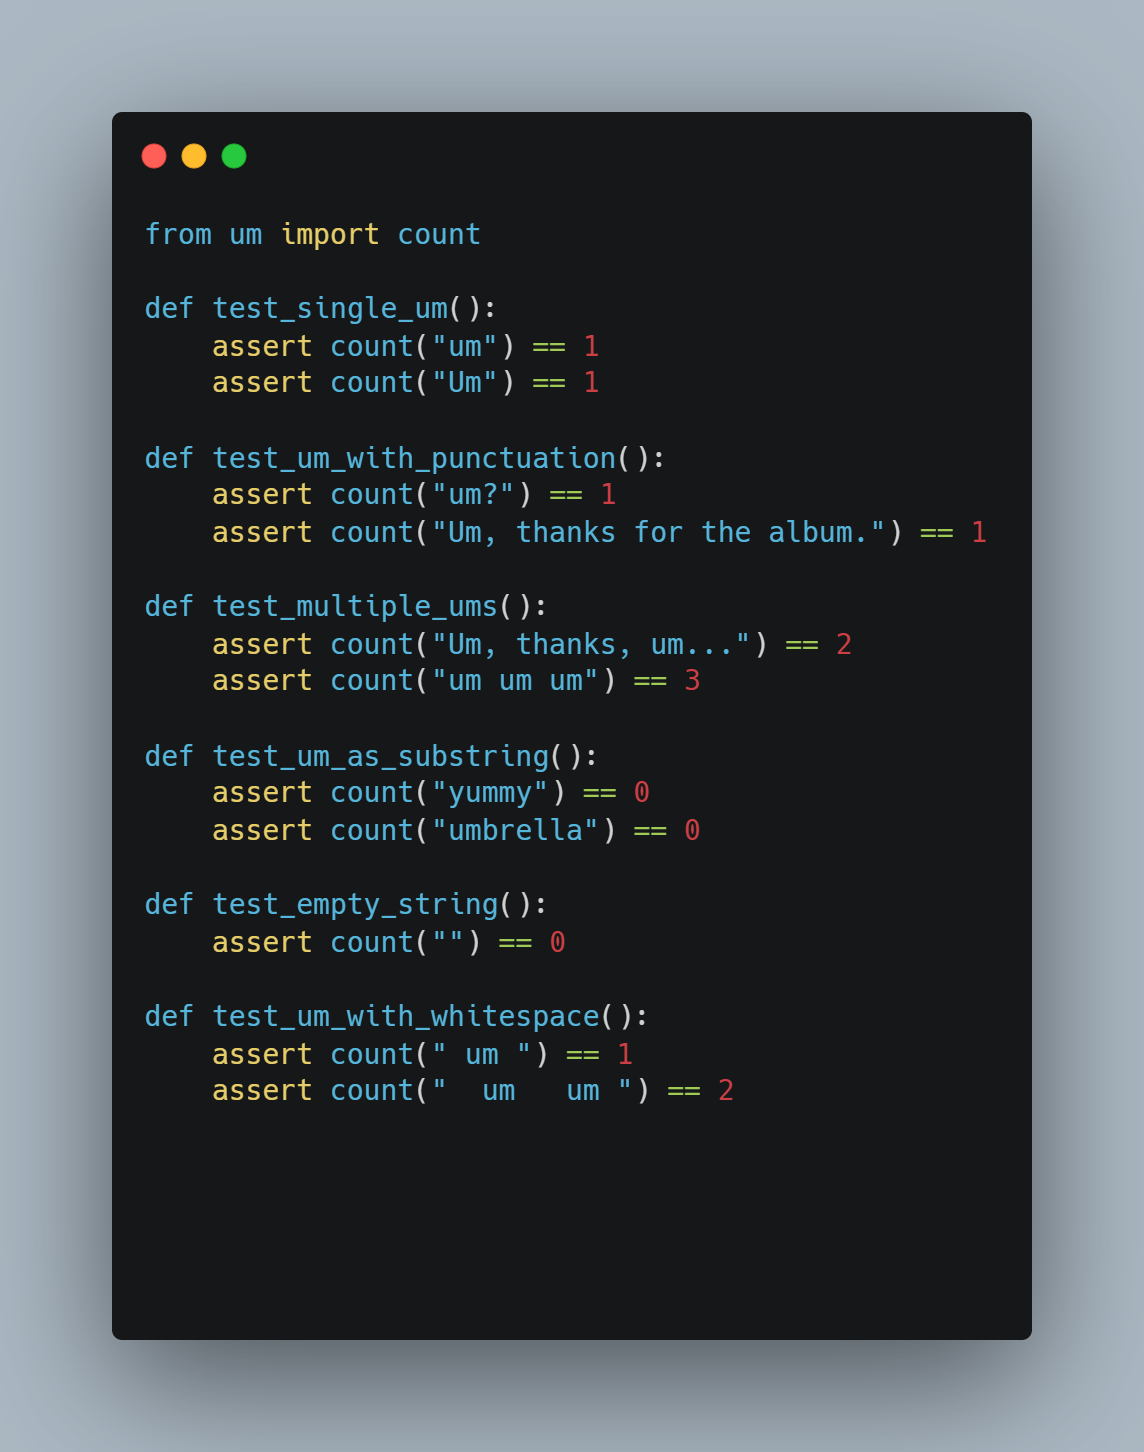 from um import count

def test_single_um():
    assert count("um") == 1
    assert count("Um") == 1

def test_um_with_punctuation():
    assert count("um?") == 1
    assert count("Um, thanks for the album.") == 1

def test_multiple_ums():
    assert count("Um, thanks, um...") == 2
    assert count("um um um") == 3

def test_um_as_substring():
    assert count("yummy") == 0
    assert count("umbrella") == 0

def test_empty_string():
    assert count("") == 0

def test_um_with_whitespace():
    assert count(" um ") == 1
    assert count("  um   um ") == 2